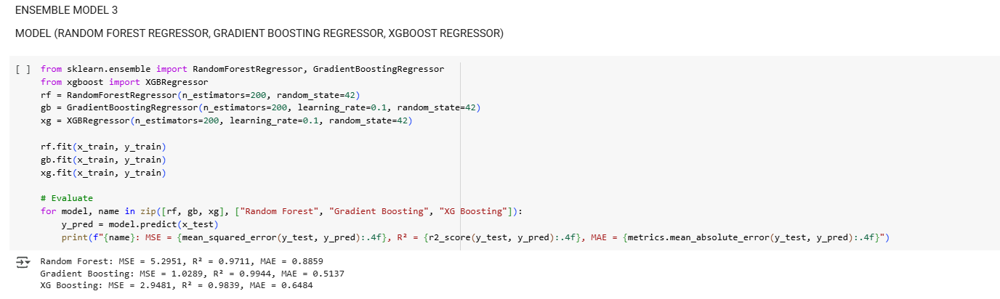 ENSEMBLE MODEL 3
MODEL (RANDOM FOREST REGRESSOR, GRADIENT BOOSTING REGRESSOR, XGBOOST REGRESSOR)
[ ] from sklearn.ensemble import RandomForestRegressor, GradientBoostingRegressor
from xgboost import XGBRegressor
rf = RandomForestRegressor(n_estimators=200, random_state=42)
gb = GradientBoostingRegressor(n_estimators=200, learning_rate=0.1, random_state=42)
xg = XGBRegressor(n_estimators=200, learning_rate=0.1, random_state=42)
rf.fit(x_train, y_train)
gb.fit(x_train, y_train)
xg.fit(x_train, y_train)
# Evaluate
for model, name in zip([rf, gb, xg], ["Random Forest", "Gradient Boosting", "XG Boosting"]):
    y_pred = model.predict(x_test)
    print(f"{name}: MSE = {mean_squared_error(y_test, y_pred):.4f}, R² = {r2_score(y_test, y_pred):.4f}, MAE = {metrics.mean_absolute_error(y_test, y_pred):.4f}")
Random Forest: MSE = 5.2951, R² = 0.9711, MAE = 0.8859
Gradient Boosting: MSE = 1.0289, R² = 0.9944, MAE = 0.5137
XG Boosting: MSE = 2.9481, R² = 0.9839, MAE = 0.6484